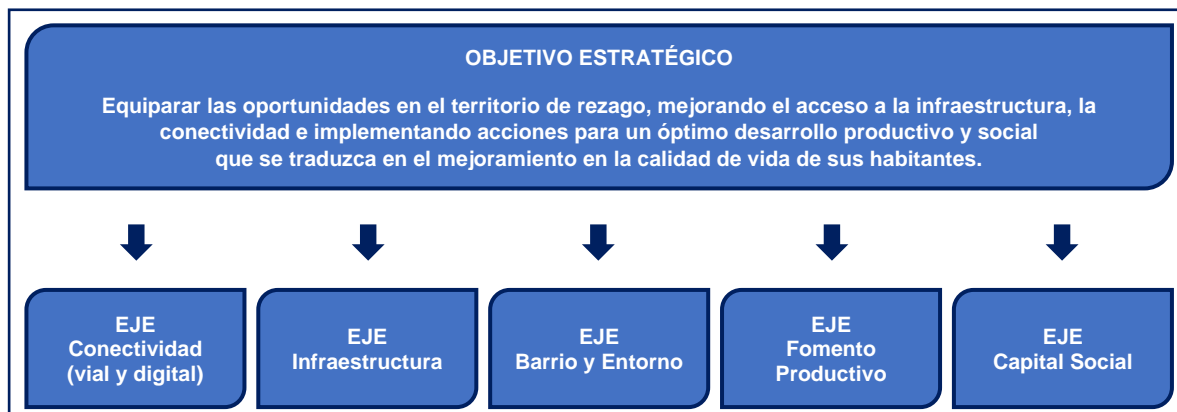 OBJETIVO ESTRATÉGICO
Equiparar las oportunidades en el territorio de rezago, mejorando el acceso a la infraestructura, la
conectividad e implementando acciones para un óptimo desarrollo productivo y social
que se traduzca en el mejoramiento en la calidad de vida de sus habitantes.
EJE
Conectividad
(vial y digital)
EJE
Infraestructura
EJE
Barrio y Entorno
EJE
Fomento
Productivo
EJE
Capital Social